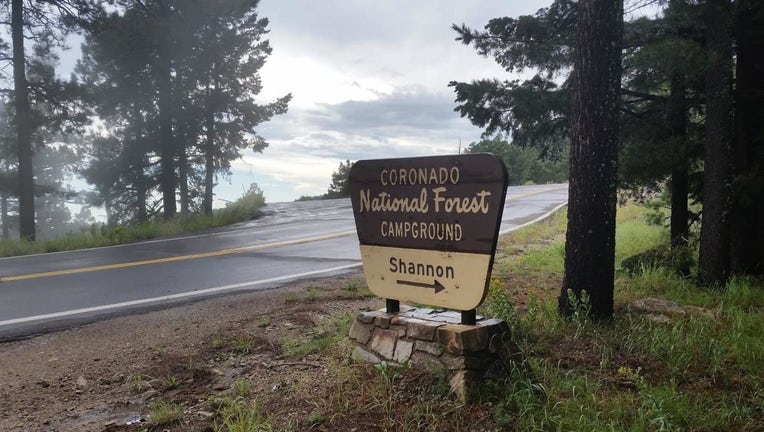 CORONADO
National Forest
CAMPGROUND
Shannon